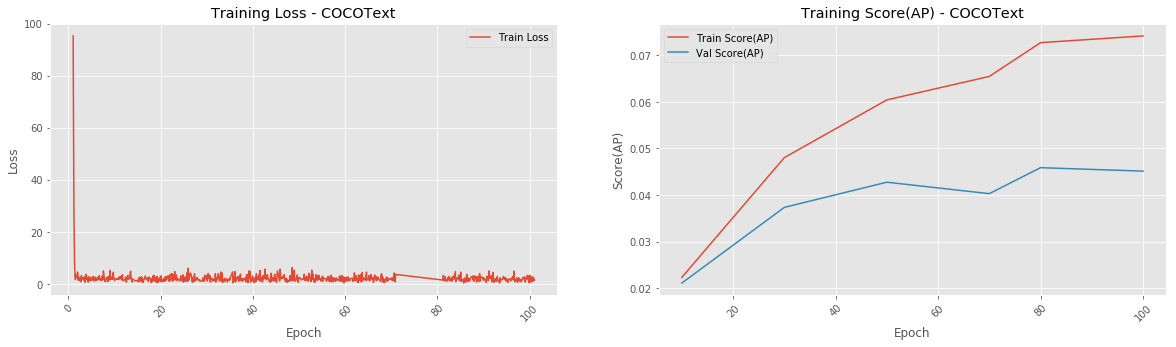 Training Loss - COCOText
Train Loss
100
80
60
40
20
0
Loss
0
20
40
60
80
100
Epoch
Training Score(AP) - COCOText
Train Score(AP)
Val Score(AP)
0.07
0.06
0.05
0.04
0.03
0.02
Score(AP)
20
40
60
80
100
Epoch